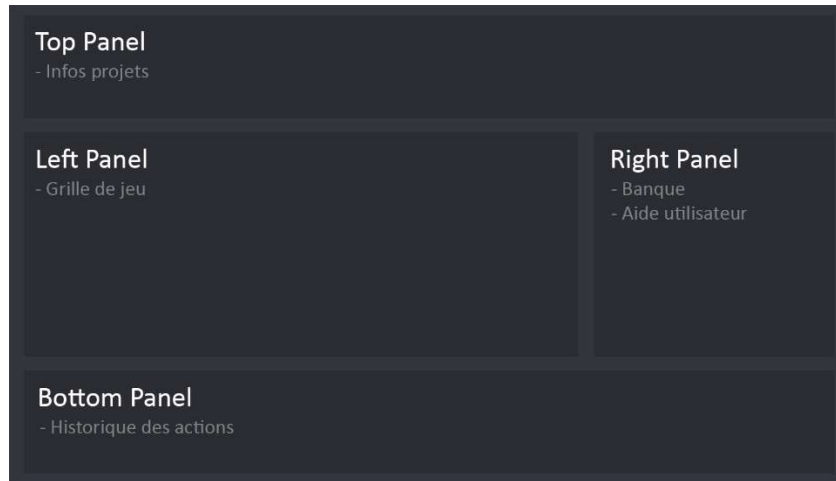 Top Panel
- Infos projets
Left Panel
- Grille de jeu
Right Panel
- Banque
- Aide utilisateur
Bottom Panel
- Historique des actions